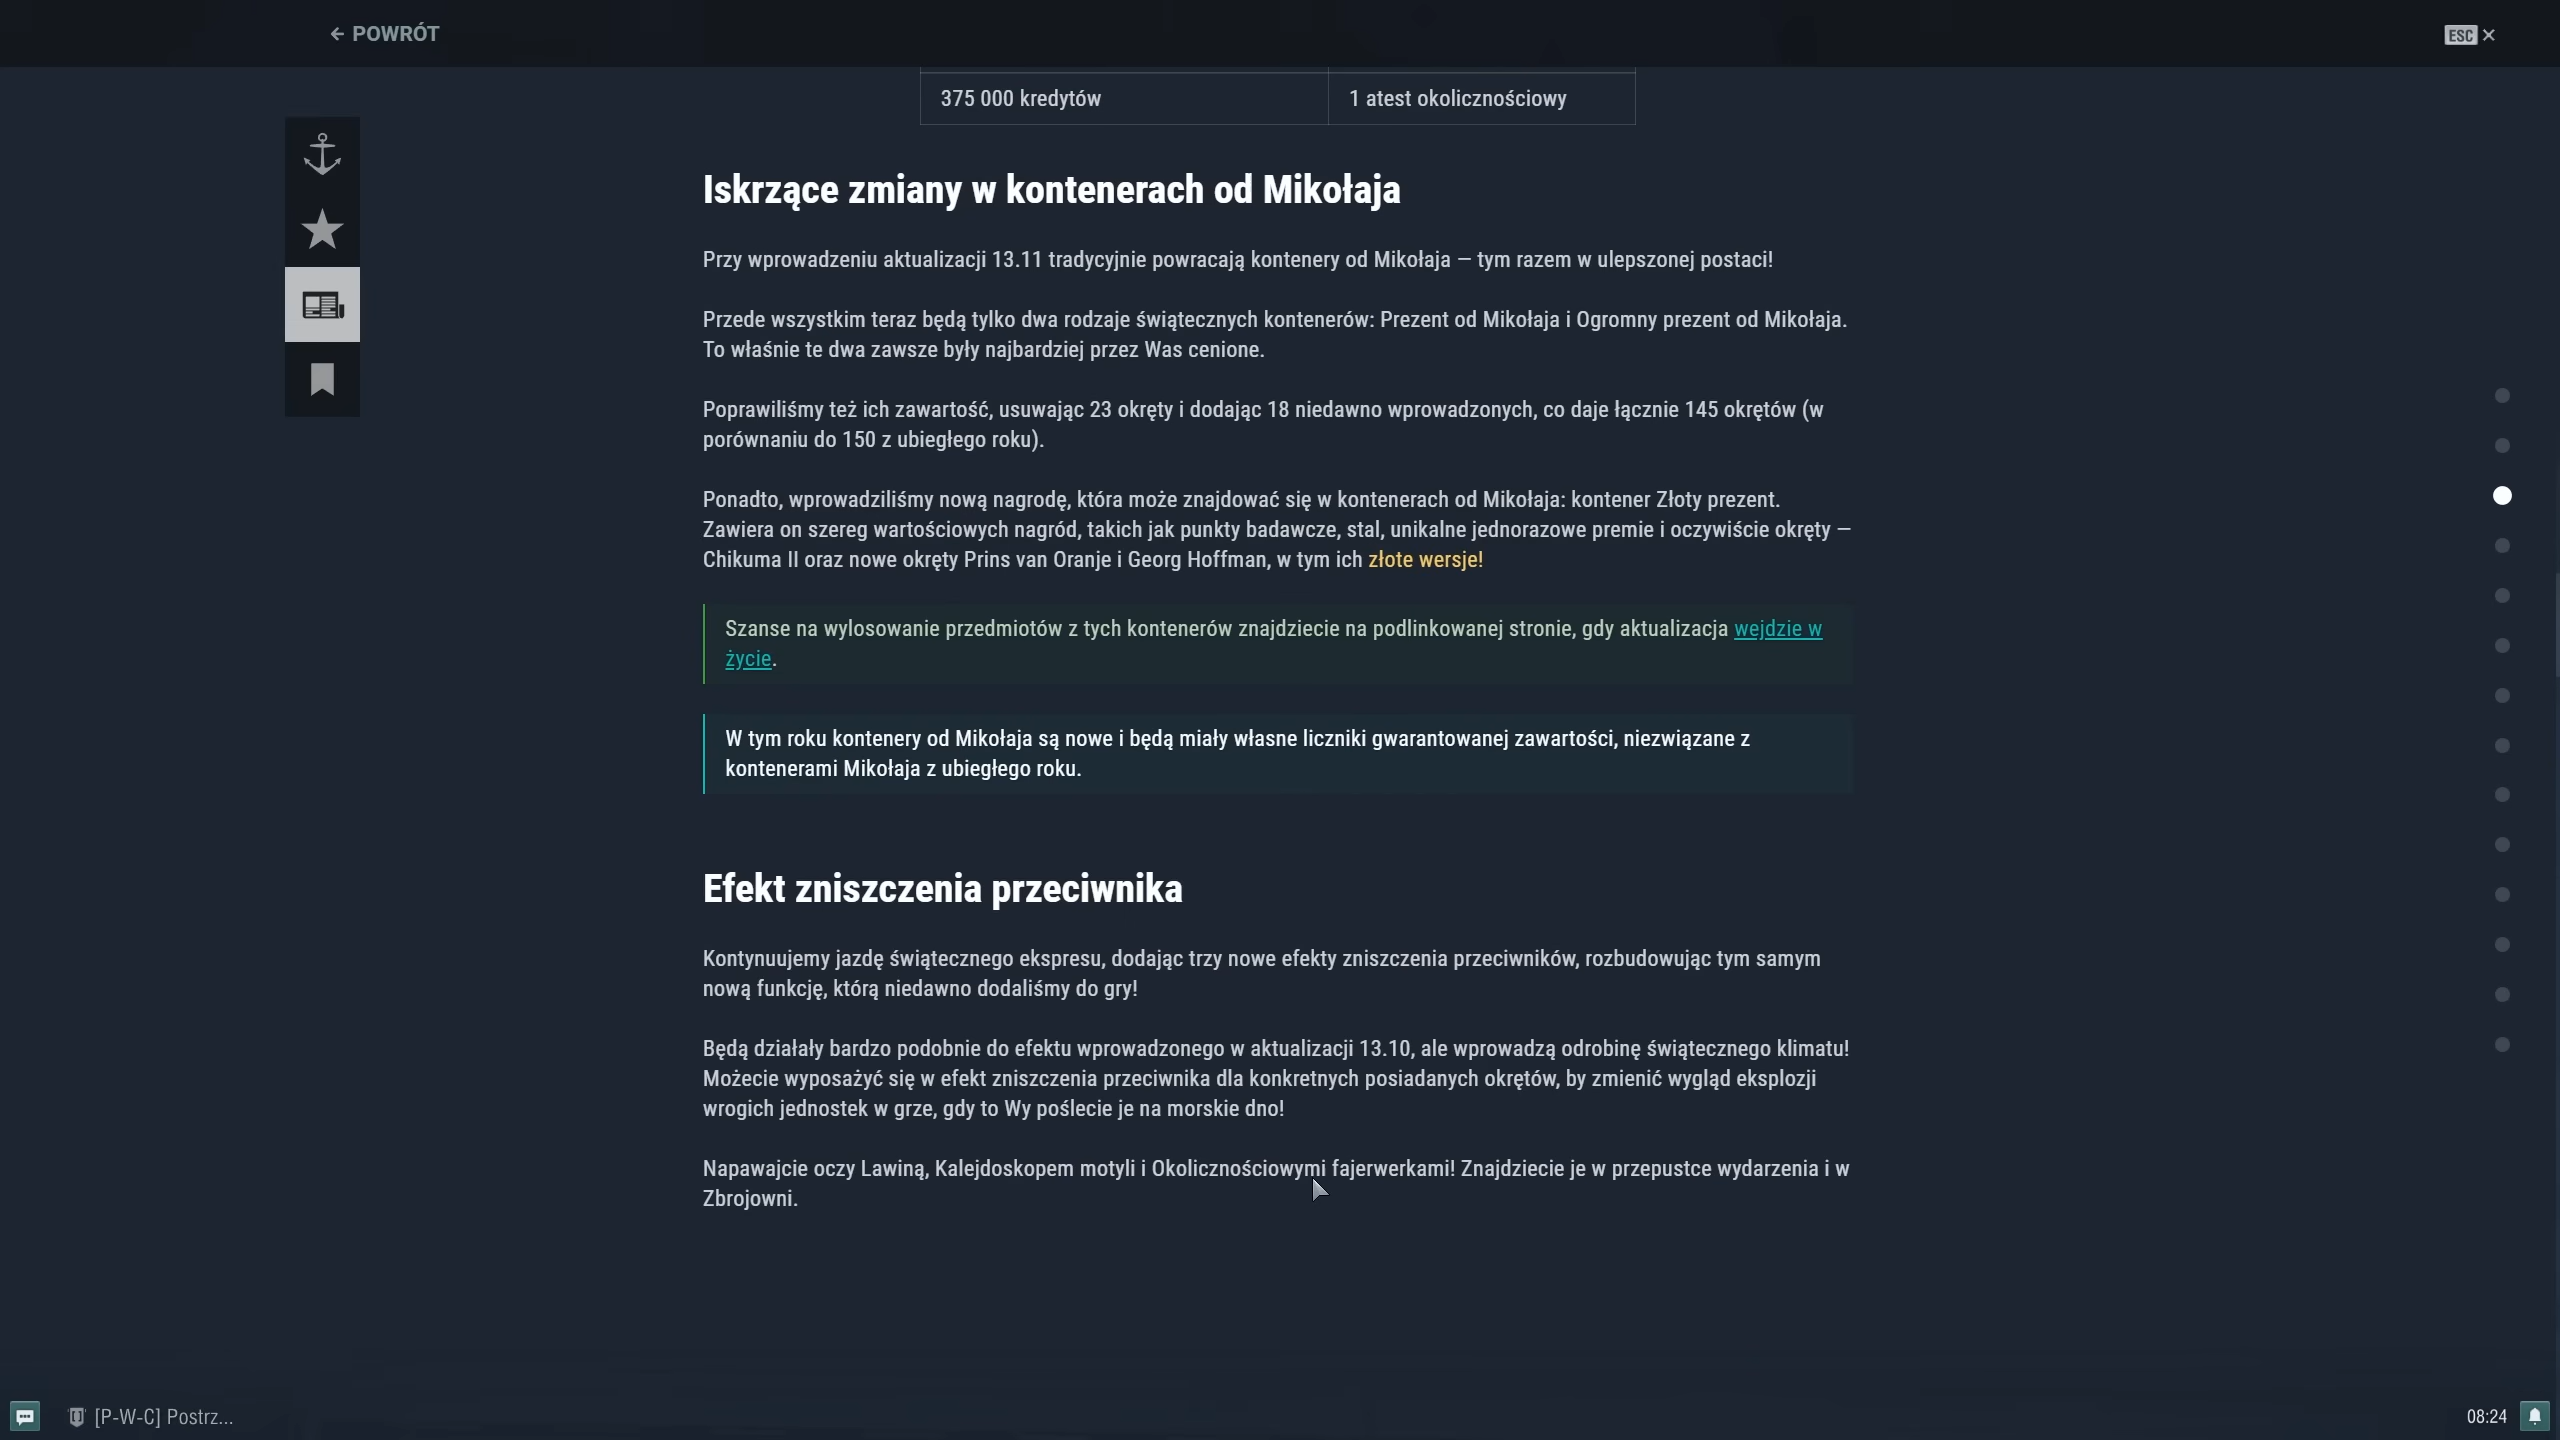 POWRÓT
ESC
375 000 kredytów
1 atest okolicznościowy
Iskrzące zmiany w kontenerach od Mikołaja
Przy wprowadzeniu aktualizacji 13.11 tradycyjnie powracają kontenery od Mikołaja — tym razem w ulepszonej postaci!
Przede wszystkim teraz będą tylko dwa rodzaje świątecznych kontenerów: Prezent od Mikołaja i Ogromny prezent od Mikołaja.
To właśnie te dwa zawsze były najbardziej przez Was cenione.
Poprawiliśmy też ich zawartość, usuwając 23 okręty i dodając 18 niedawno wprowadzonych, co daje łącznie 145 okrętów (w
porównaniu do 150 z ubiegłego roku).
Ponadto, wprowadziliśmy nową nagrodę, która może znajdować się w kontenerach od Mikołaja: kontener Złoty prezent.
Zawiera on szereg wartościowych nagród, takich jak punkty badawcze, stal, unikalne jednorazowe premie i oczywiście okręty —
Chikuma II oraz nowe okręty Prins van Oranje i Georg Hoffman, w tym ich złote wersje!
Szanse na wylosowanie przedmiotów z tych kontenerów znajdziecie na podlinkowanej stronie, gdy aktualizacja wejdzie w
życie.
W tym roku kontenery od Mikołaja są nowe i będą miały własne liczniki gwarantowanej zawartości, niezwiązane z
kontenerami Mikołaja z ubiegłego roku.
Efekt zniszczenia przeciwnika
Kontynuujemy jazdę świątecznego ekspresu, dodając trzy nowe efekty zniszczenia przeciwników, rozbudowując tym samym
nową funkcję, którą niedawno dodaliśmy do gry!
Będą działały bardzo podobnie do efektu wprowadzonego w aktualizacji 13.10, ale wprowadzą odrobinę świątecznego klimatu!
Możecie wyposażyć się w efekt zniszczenia przeciwnika dla konkretnych posiadanych okrętów, by zmienić wygląd eksplozji
wrogich jednostek w grze, gdy to Wy poślecie je na morskie dno!
Napawajcie oczy Lawiną, Kalejdoskopem motyli i Okolicznościowymi fajerwerkami! Znajdziecie je w przepustce wydarzenia i w
Zbrojowni.
[P-W-C] Postrz...
08:24